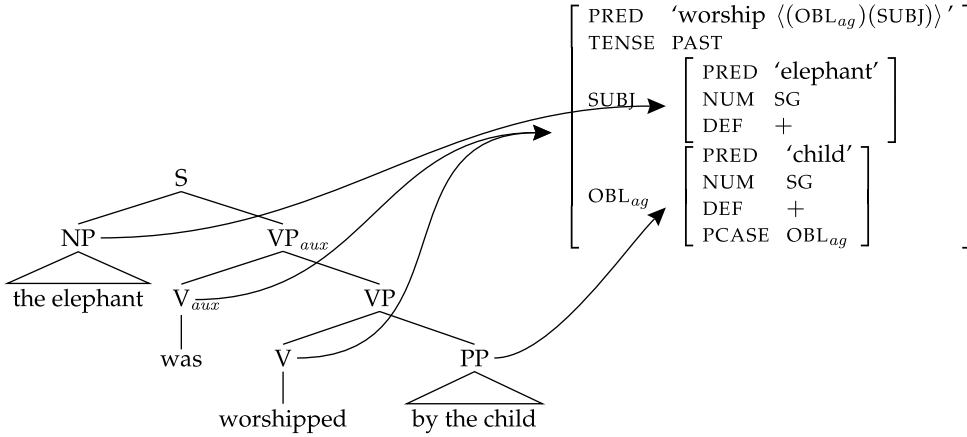 PRED ‘worship ⟨(OBL_ag)(SUBJ)⟩’
TENSE PAST
SUBJ
PRED ‘elephant’
NUM SG
DEF +
OBL_ag
PRED ‘child’
NUM SG
DEF +
PCASE OBL_ag
S
NP VP_aux
the elephant V_aux VP
was V PP
worshipped by the child